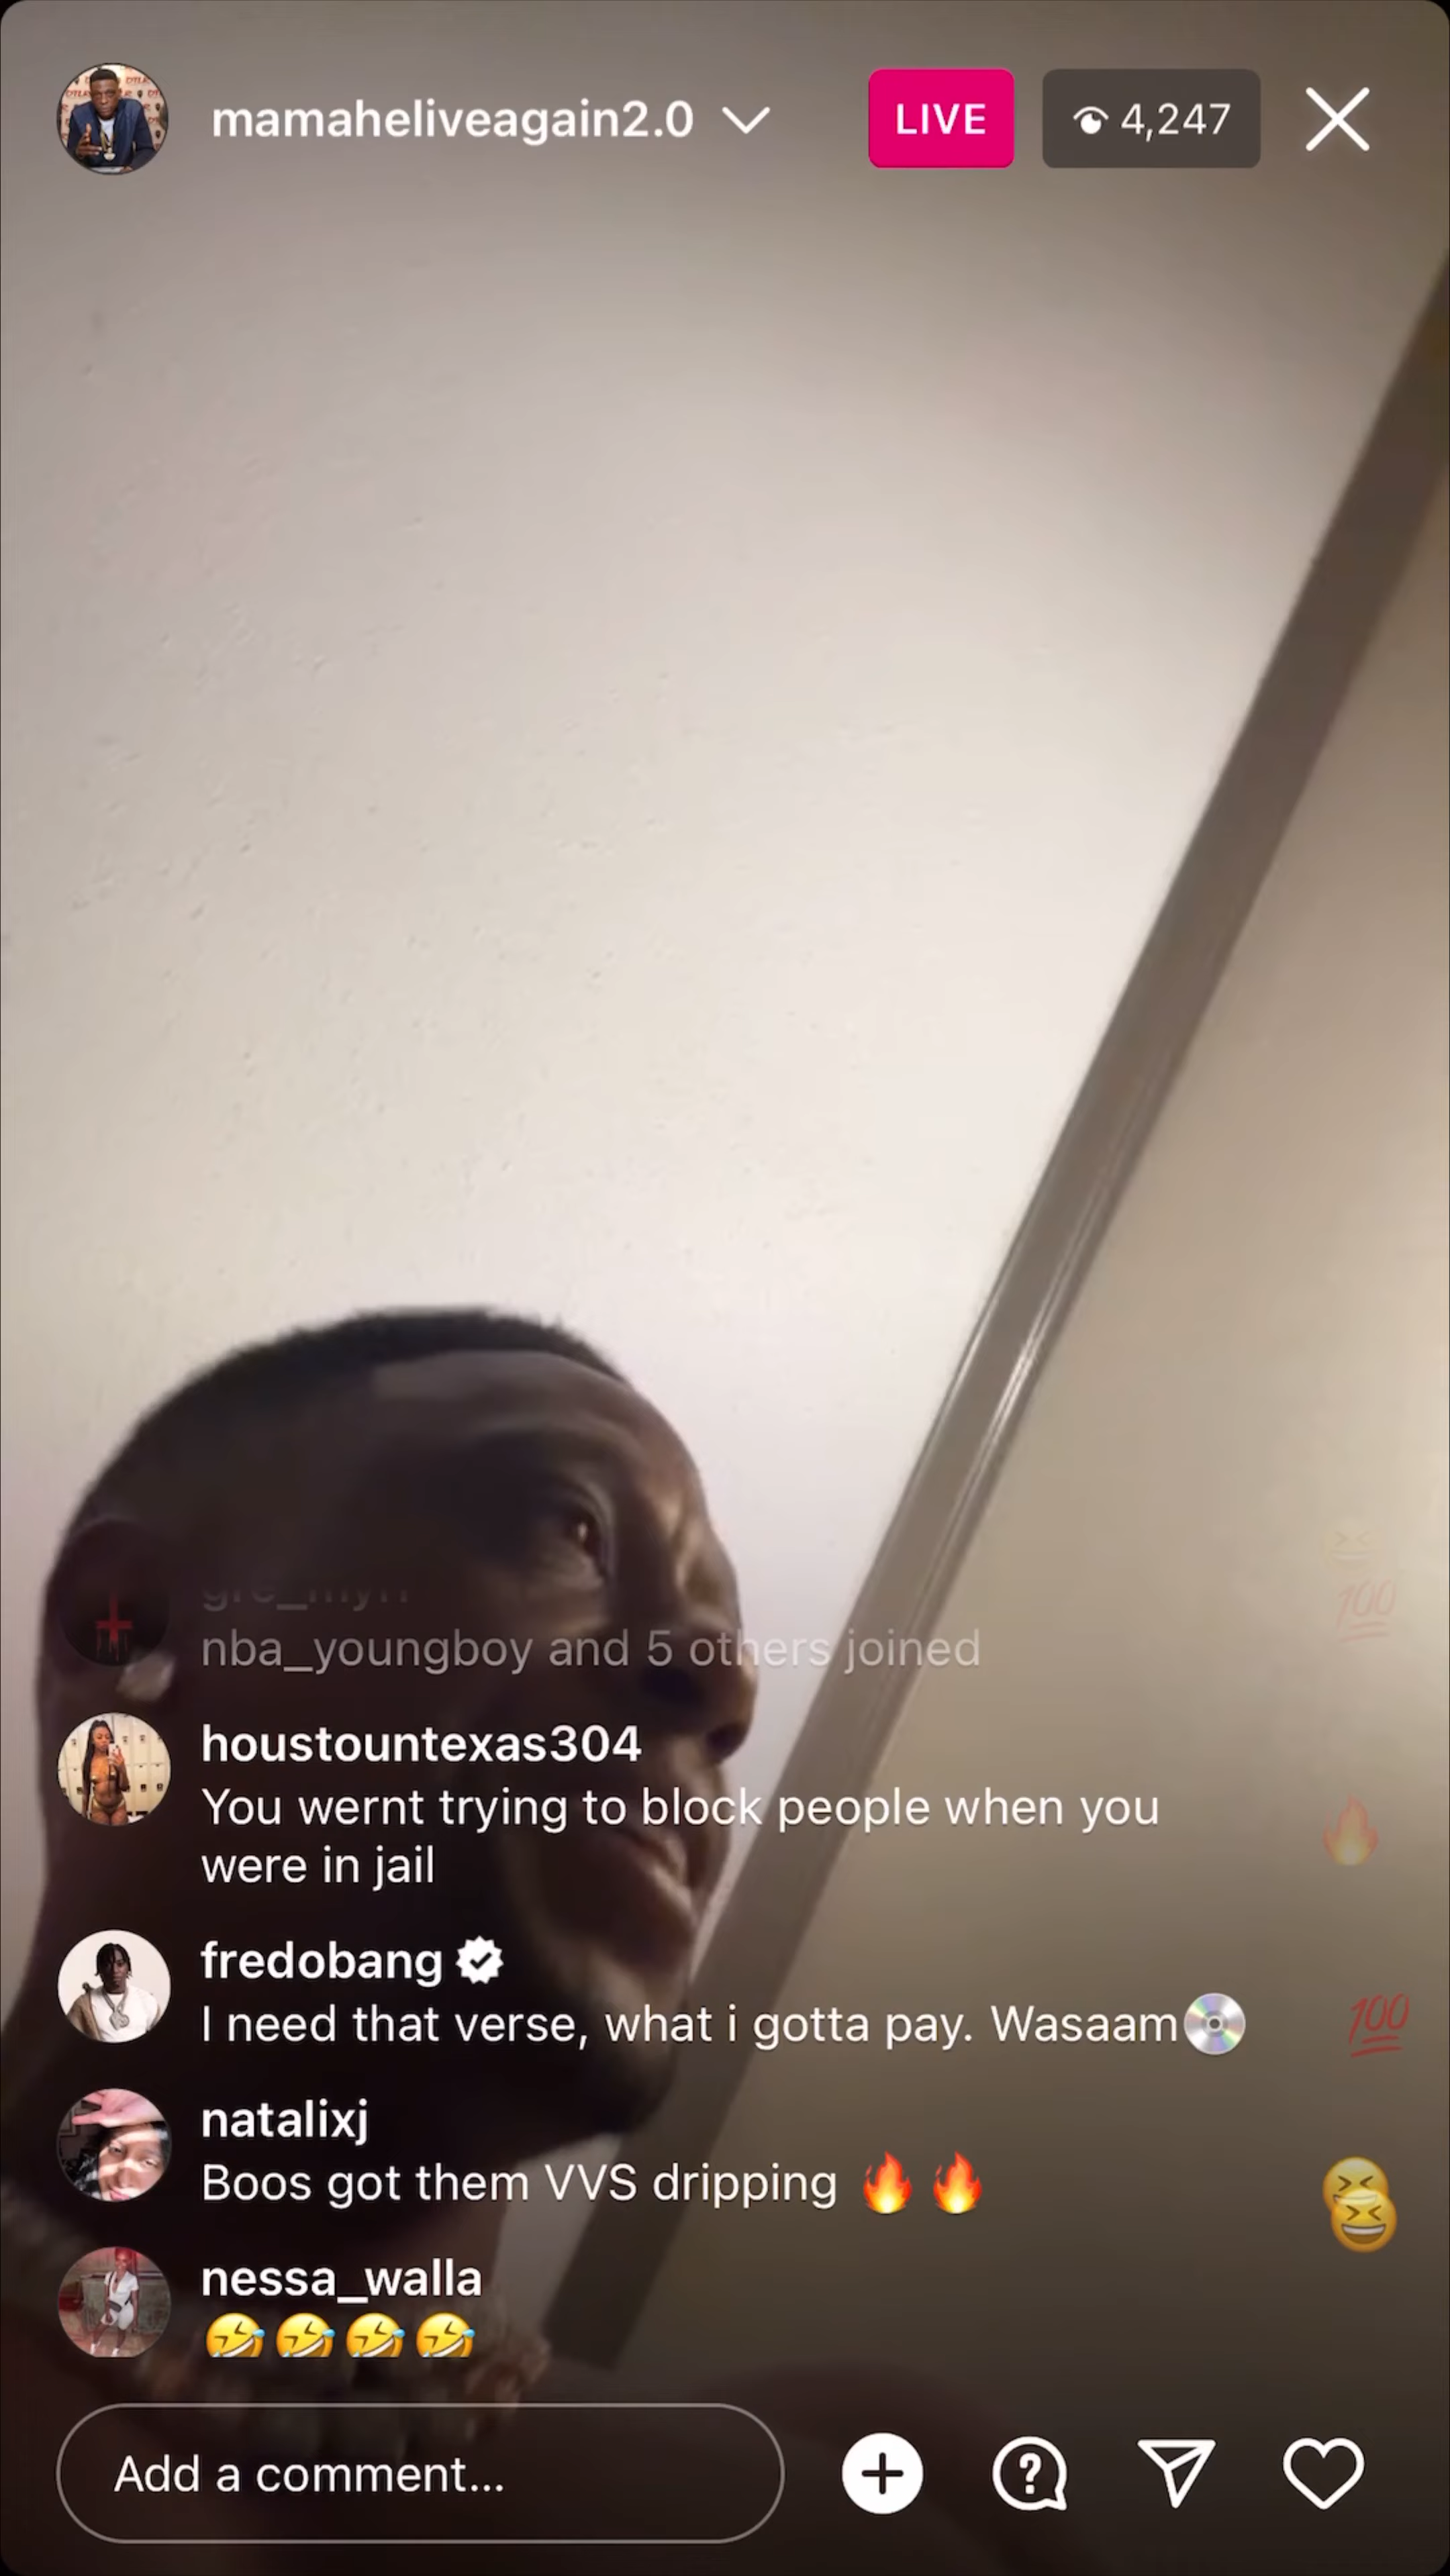 mamaheliveagain2.0
LIVE
4,247
nba_youngboy and 5 others joined
houstountexas304
You wernt trying to block people when you
were in jail
fredobang
I need that verse, what i gotta pay. Wasaam💿
natalixj
Boos got them VVS dripping 🔥 🔥
nessa_walla
🤣 🤣 🤣 🤣
Add a comment...